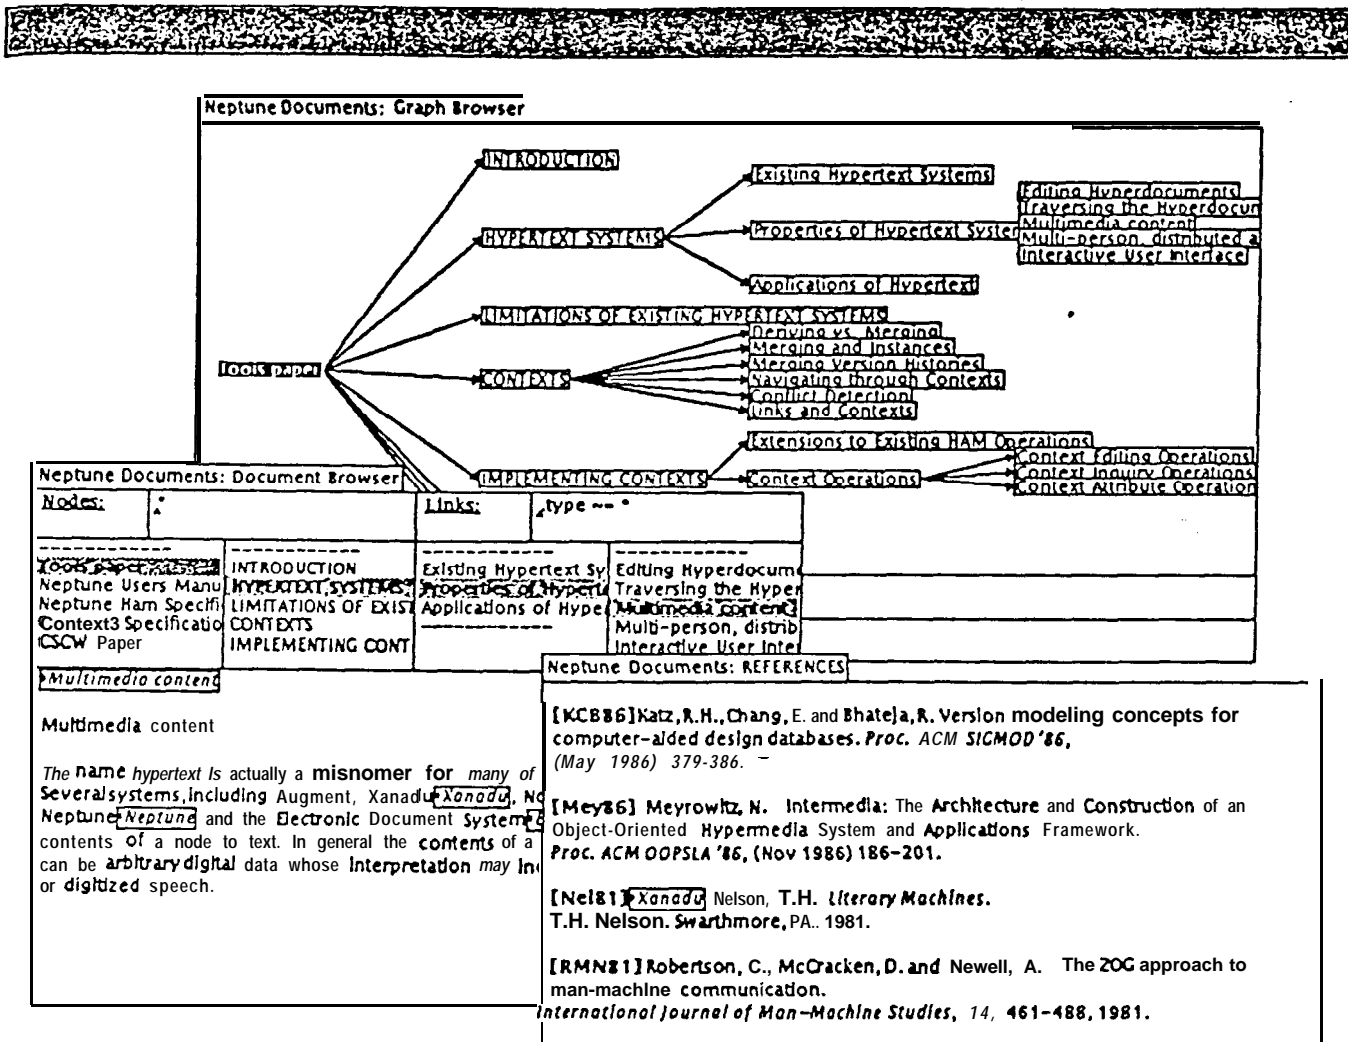 Neptune Documents: Graph Browser
INTRODUCTION
Existing Hypertext Systems
Editing Hyperdocuments
Traversing the Hyperdocum
HYPERTEXT SYSTEMS
Properties of Hypertext System
Multimedia content
Multi-person, distributed a
Interactive User Interface
Applications of Hypertext
LIMITATIONS OF EXISTING HYPERTEXT SYSTEMS
Deriving vs. Merging
Merging and Instances
Merging Version Histories
Tools paper
CONTEXTS
Navigating through Contexts
Conflict Detection
Links and Contexts
Extensions to Existing HAM Operations
Context Editing Operations
IMPLEMENTING CONTEXTS
Context Operations
Context Inquiry Operations
Context Attribute Operation
Neptune Documents: Document Browser
Nodes:
*
Links:
type ~= *
Tools paper
Neptune Users Manu
Neptune Ham Specifi
Context3 Specificatio
CSCW Paper
INTRODUCTION
HYPERTEXT SYSTEMS
LIMITATIONS OF EXIST
CONTEXTS
IMPLEMENTING CONT
Existing Hypertext Sy
Properties of Hyperte
Applications of Hype
Editing Hyperdocum
Traversing the Hyper
Multimedia content
Multi-person, distrib
Interactive User Inter
Multimedia content
Multimedia content
The name hypertext is actually a misnomer for many of
Several systems, including Augment, Xanadu Xanadu, No
Neptune Neptune and the Electronic Document System E
contents of a node to text. In general the contents of a
can be arbitrary digital data whose interpretation may in
or digitized speech.
Neptune Documents: REFERENCES
[KCB86] Katz, R.H., Chang, E. and Bhateja, R. Version modeling concepts for
computer-aided design databases. Proc. ACM SIGMOD '86,
(May 1986) 379-386.
[Mey86] Meyrowitz, N. Intermedia: The Architecture and Construction of an
Object-Oriented Hypermedia System and Applications Framework.
Proc. ACM OOPSLA '86, (Nov 1986) 186-201.
[Nel81] Xanadu Nelson, T.H. Literary Machines.
T.H. Nelson. Swarthmore, PA.. 1981.
[RMN81] Robertson, C., McCracken, D. and Newell, A. The ZOG approach to
man-machine communication.
International Journal of Man-Machine Studies, 14, 461-488, 1981.